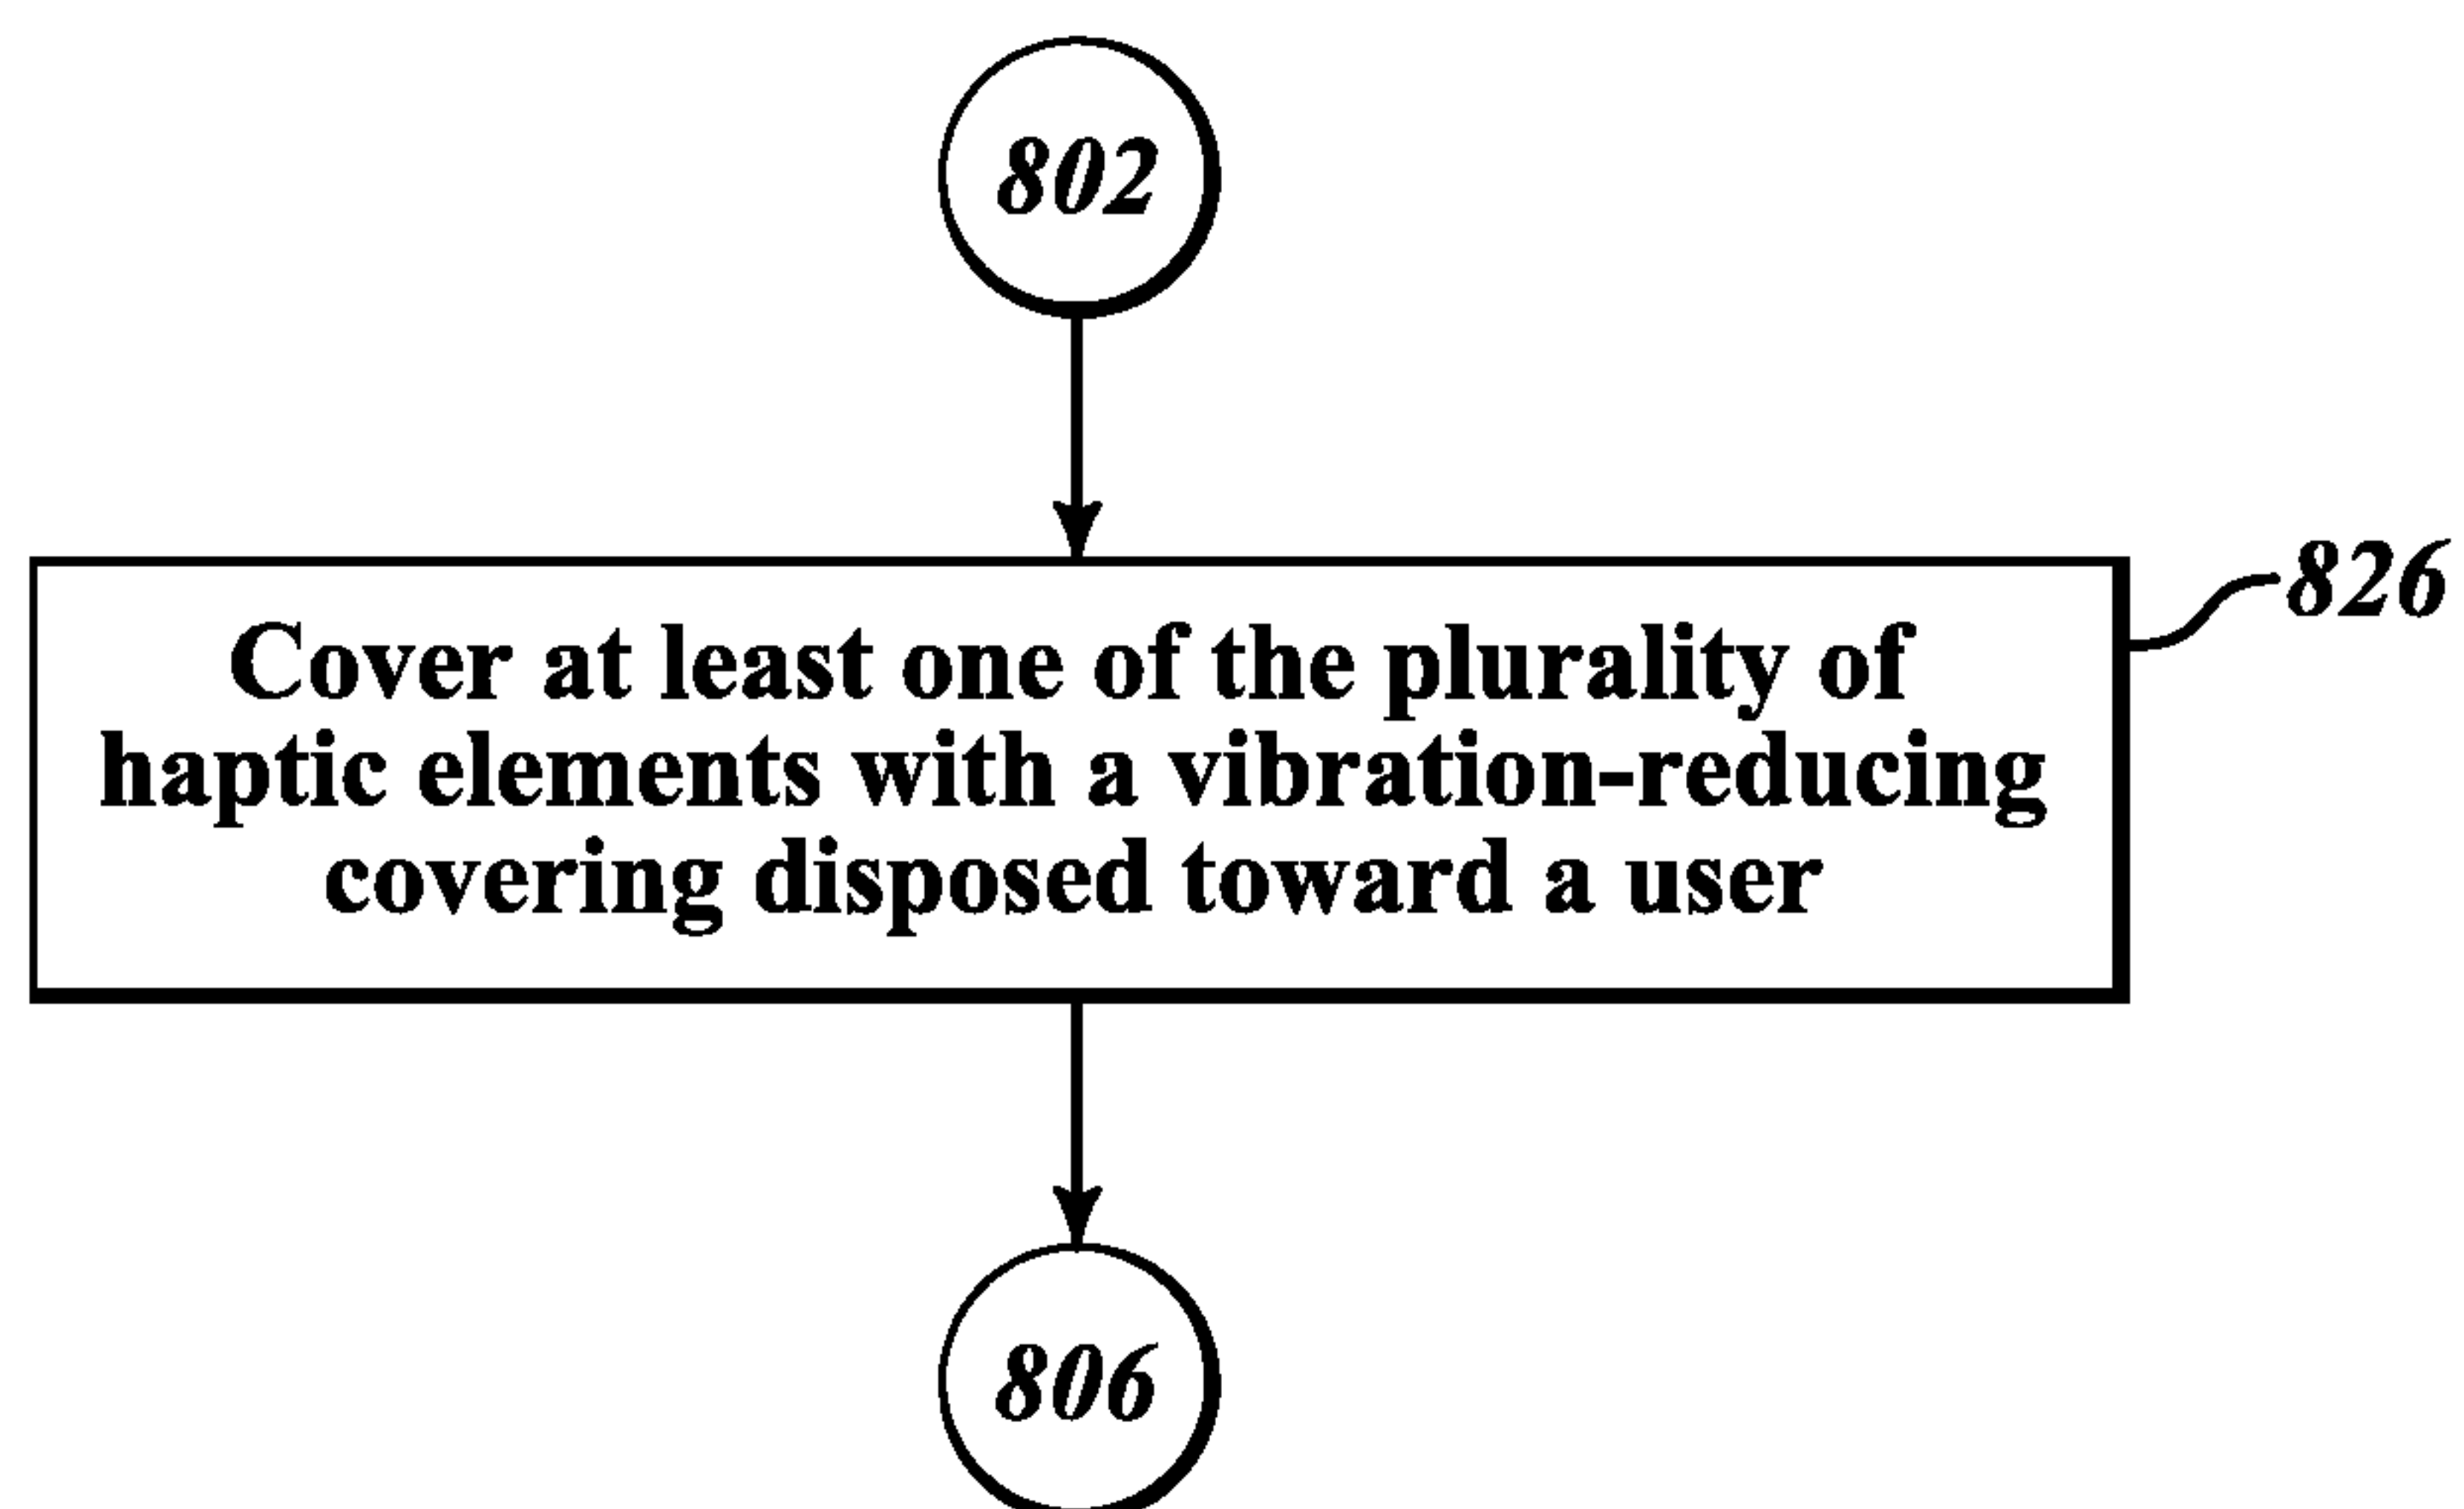 802
826
Cover at least one of the plurality of
haptic elements with a vibration-reducing
covering disposed toward a user
806